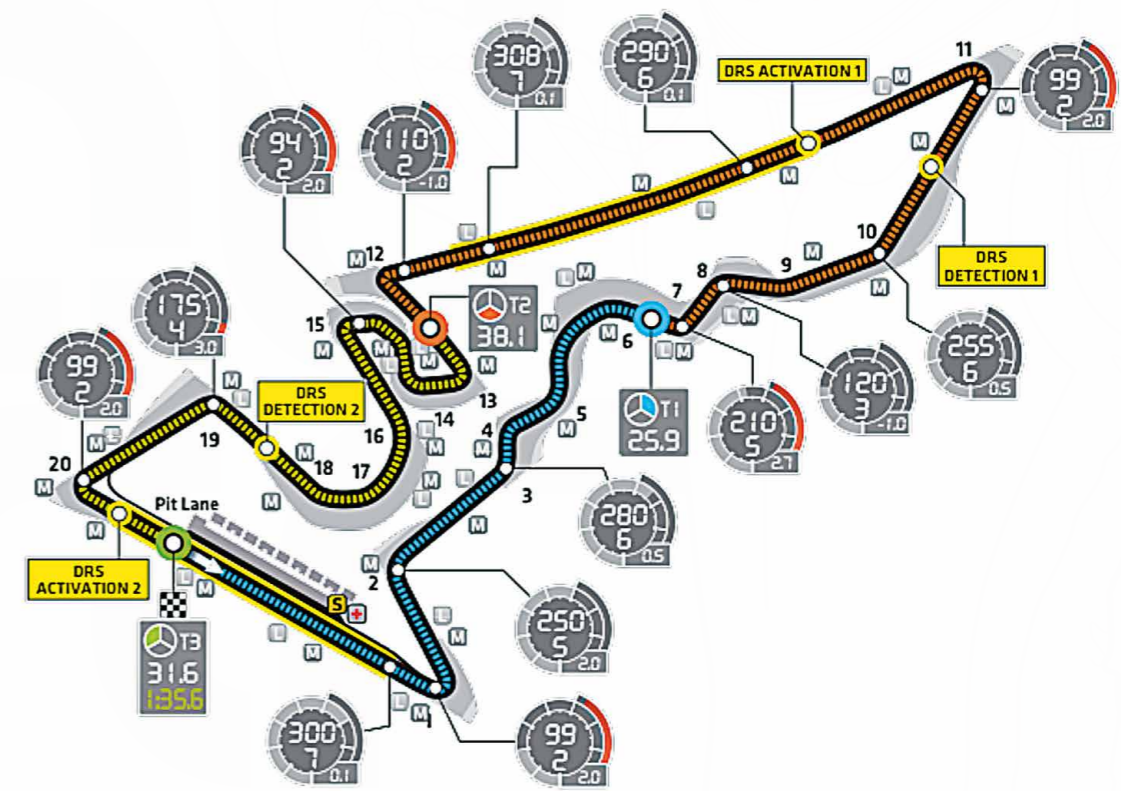 308
7
0.1
290
6
0.1
DRS ACTIVATION 1
11
99
2
2.0
94
2
2.0
110
2
-1.0
M
L
M
M
M
M
M
L
L
10
DRS
DETECTION 1
M
12
M
M
L
M
8
9
M
7
175
4
3.0
15
M
M
L
L
M
T2
38.1
M
M
6
L
M
L
M
255
6
0.5
99
2
2.0
M
L
DRS
DETECTION 2
13
14
5
T1
25.9
120
3
-1.0
210
5
2.7
19
M
L
M
18
17
16
L
M
L
M
4
M
M
20
M
M
L
3
M
280
6
0.5
Pit Lane
M
DRS
ACTIVATION 2
L
M
S
2
M
L
M
250
5
2.0
T3
31.6
1:35.6
L
M
L
M
1
300
7
0.1
99
2
2.0